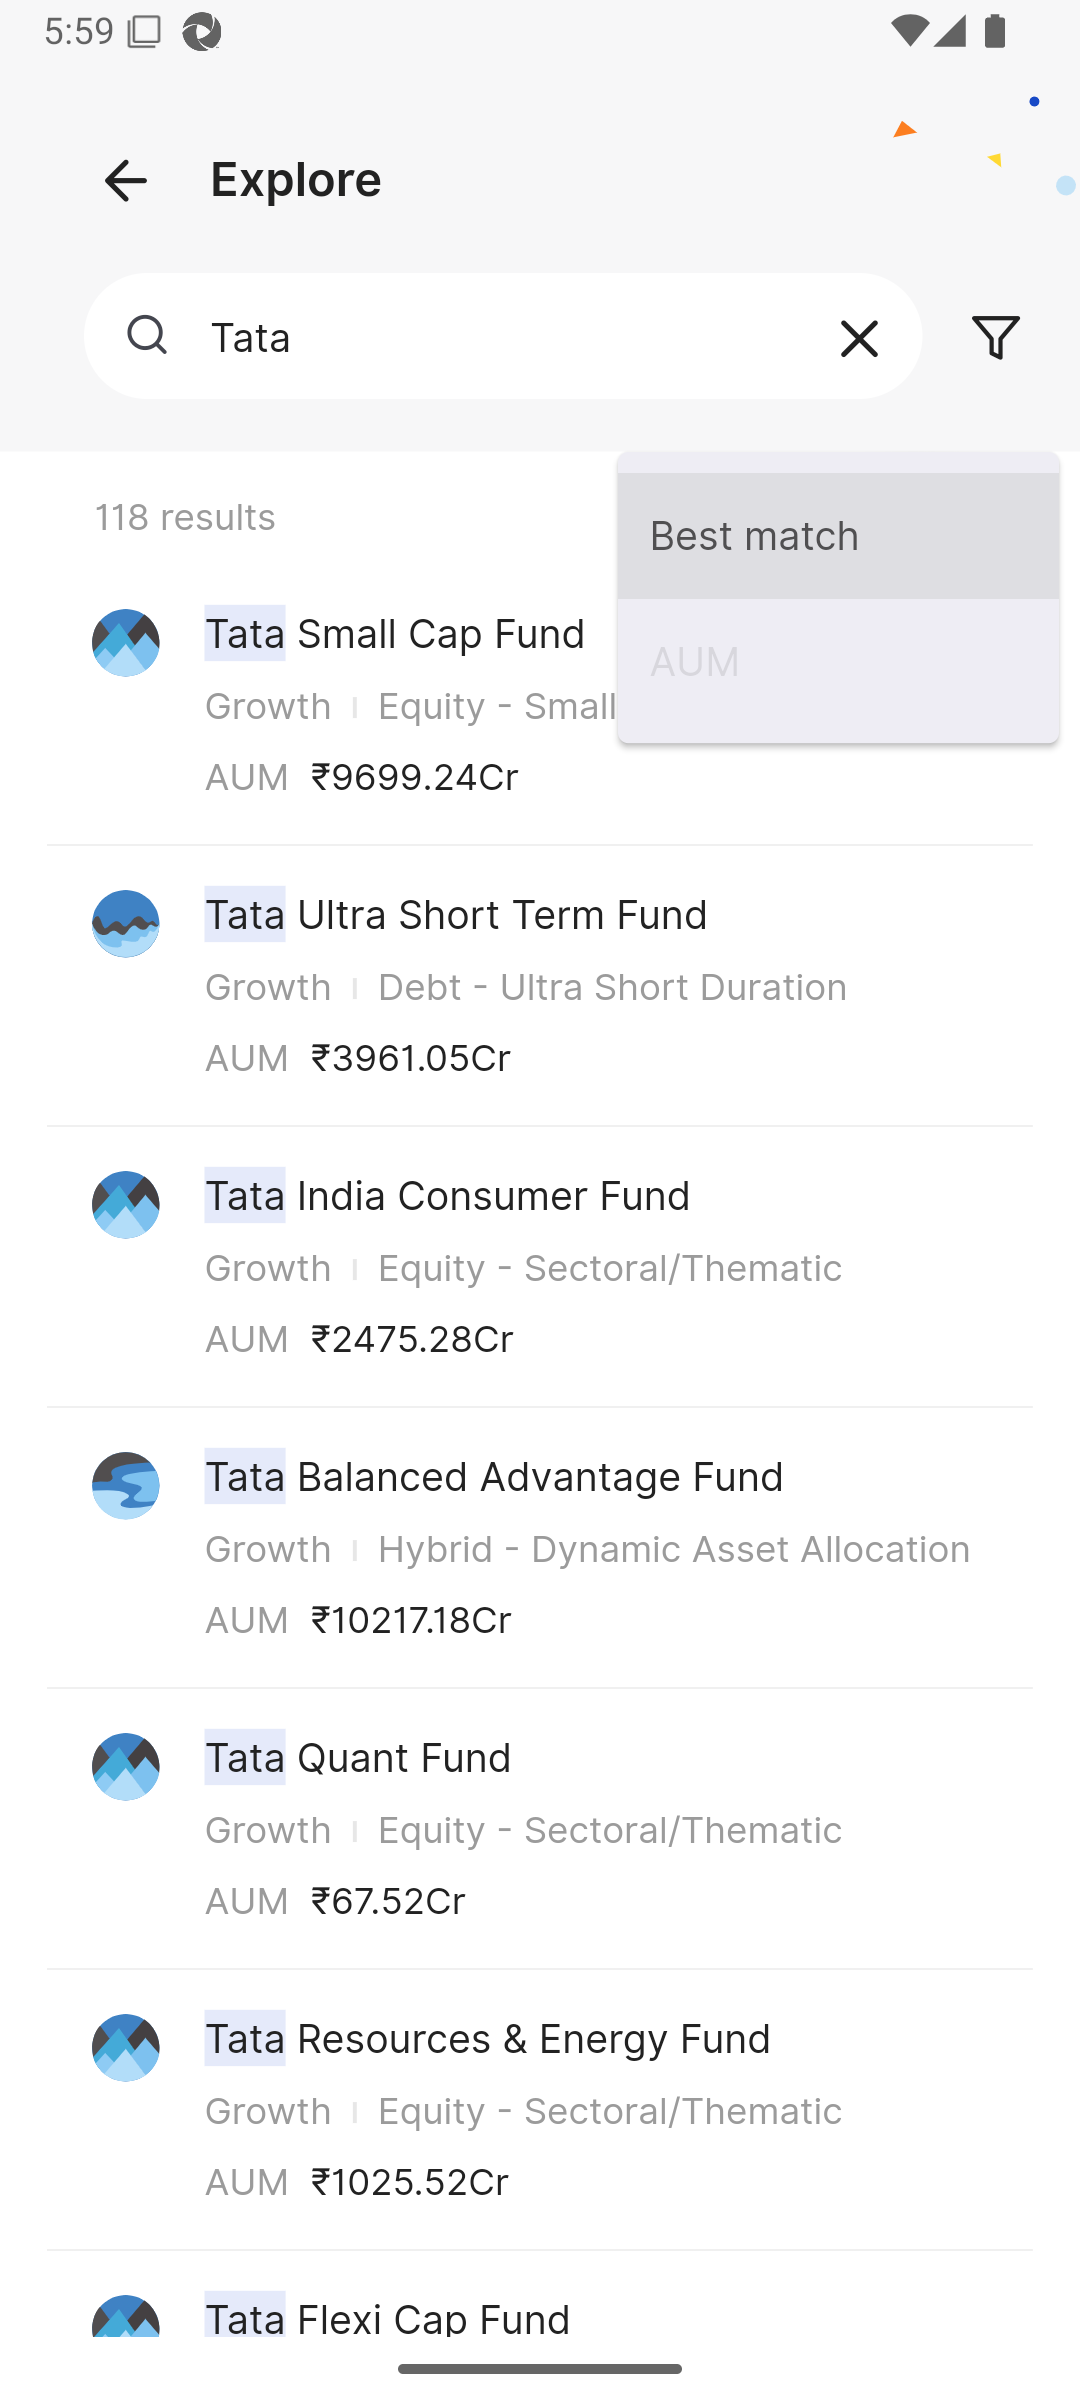 5:59
Explore
Tata
118 results
Best match
AUM
Tata Small Cap Fund
Growth Equity - Small
AUM ₹9699.24Cr
Tata Ultra Short Term Fund
Growth Debt - Ultra Short Duration
AUM ₹3961.05Cr
Tata India Consumer Fund
Growth Equity - Sectoral/Thematic
AUM ₹2475.28Cr
Tata Balanced Advantage Fund
Growth Hybrid - Dynamic Asset Allocation
AUM ₹10217.18Cr
Tata Quant Fund
Growth Equity - Sectoral/Thematic
AUM ₹67.52Cr
Tata Resources & Energy Fund
Growth Equity - Sectoral/Thematic
AUM ₹1025.52Cr
Tata Flexi Cap Fund